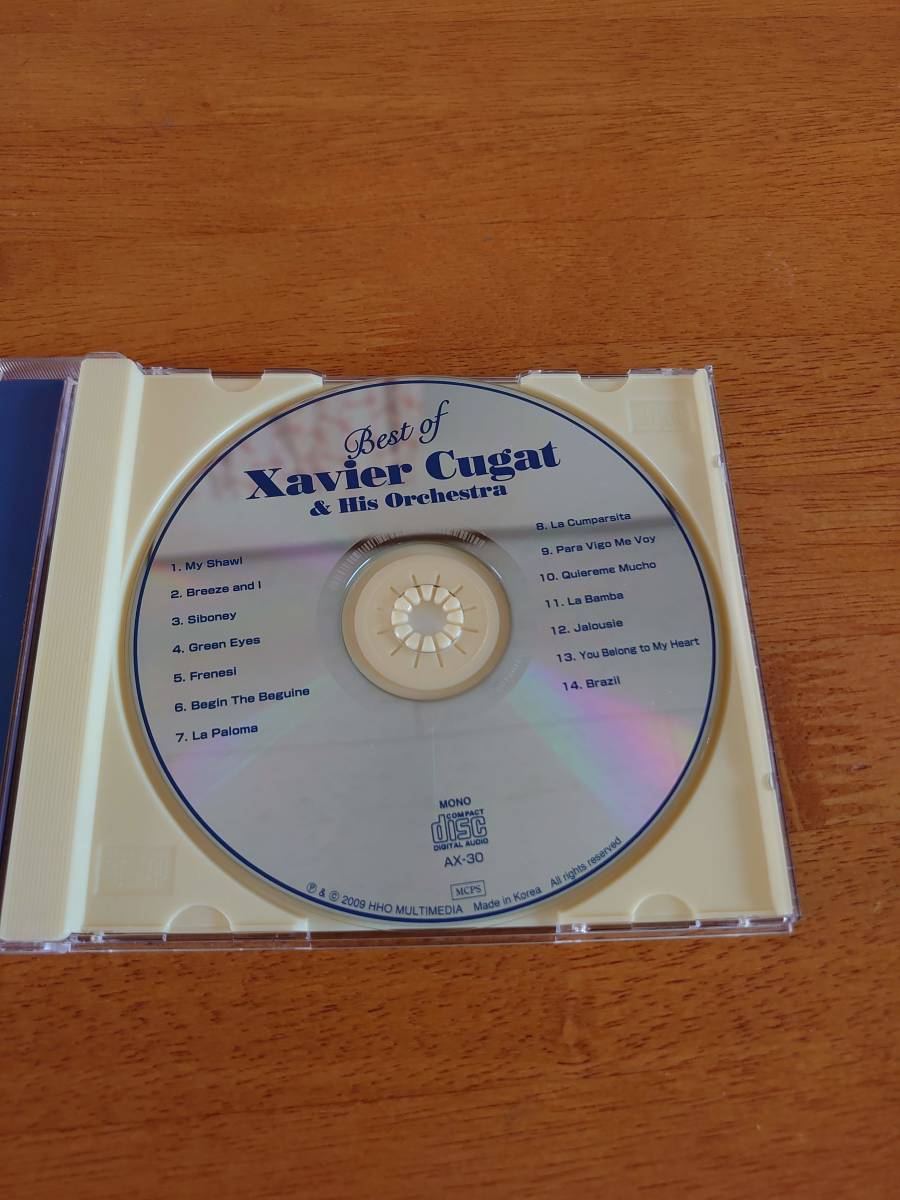 Best of
Xavier Cugat
& His Orchestra
1. My Shawl
2. Breeze and I
3. Siboney
4. Green Eyes
5. Frenesi
6. Begin The Beguine
7. La Paloma
8. La Cumparsita
9. Para Vigo Me Voy
10. Quiereme Mucho
11. La Bamba
12. Jalousie
13. You Belong to My Heart
14. Brazil
MONO
COMPACT
disc
DIGITAL AUDIO
AX-30
MCPS
Ⓟ & © 2009 HHO MULTIMEDIA Made in Korea All rights reserved